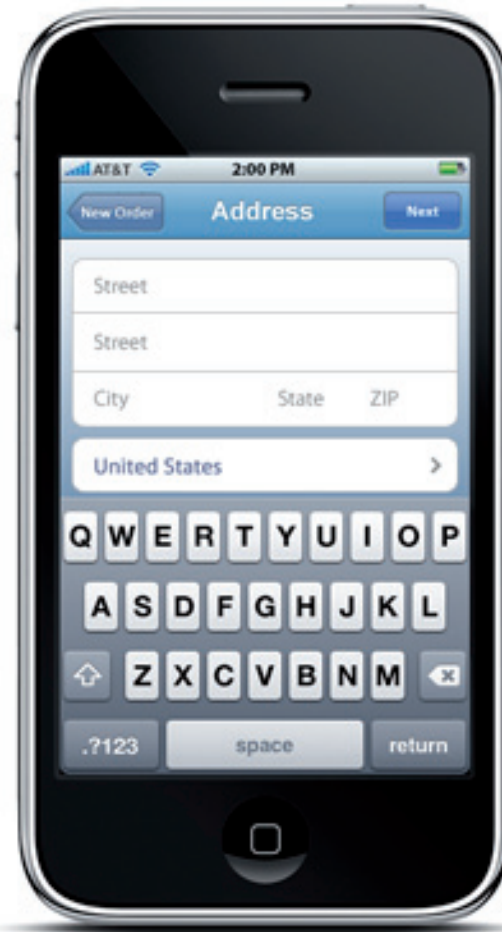 AT&T 2:00 PM
New Order Address Next
Street
Street
City State ZIP
United States
Q W E R T Y U I O P
A S D F G H J K L
Z X C V B N M
.?123 space return